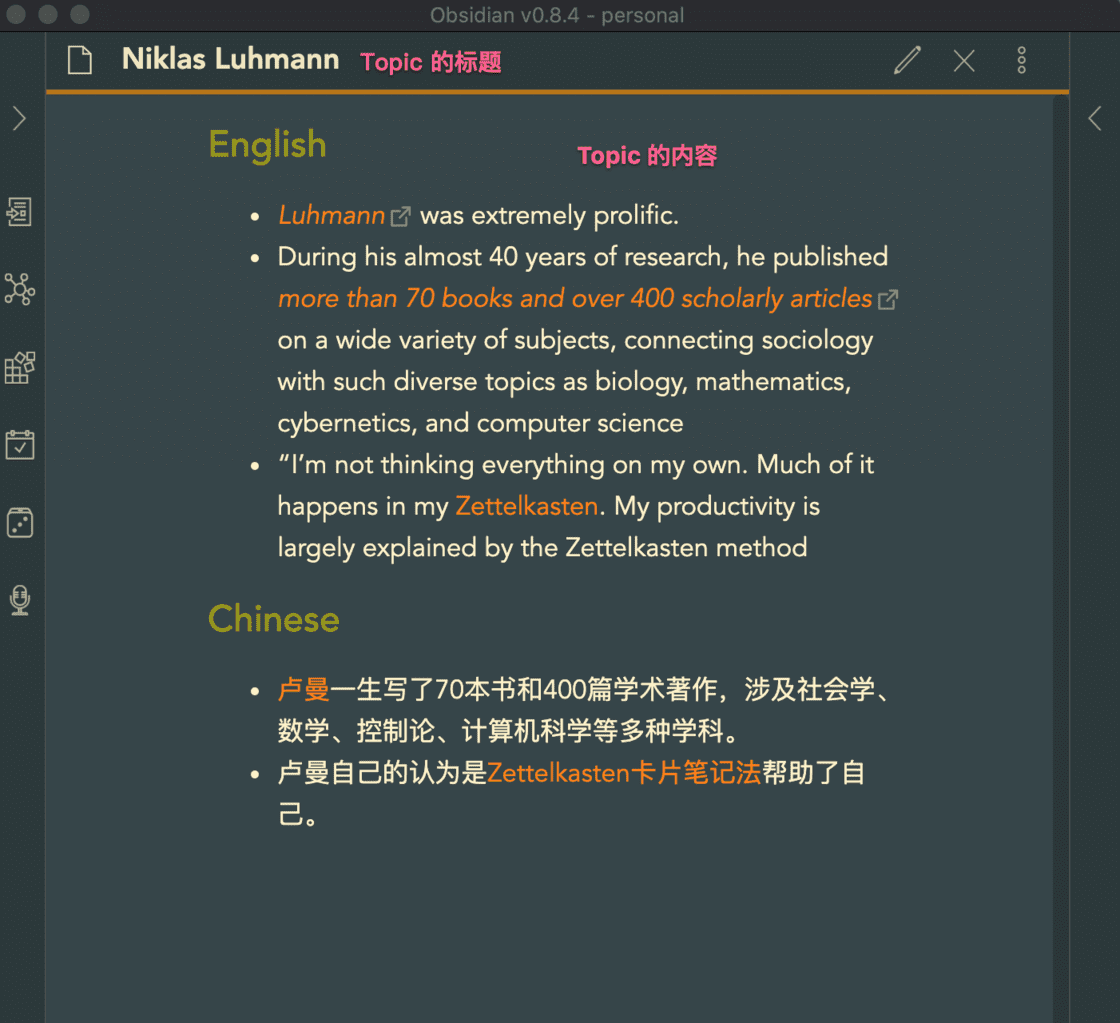 Obsidian v0.8.4 - personal
Niklas Luhmann Topic 的标题
English
Topic 的内容
• Luhmann was extremely prolific.
• During his almost 40 years of research, he published
more than 70 books and over 400 scholarly articles
on a wide variety of subjects, connecting sociology
with such diverse topics as biology, mathematics,
cybernetics, and computer science
• “I’m not thinking everything on my own. Much of it
happens in my Zettelkasten. My productivity is
largely explained by the Zettelkasten method
Chinese
• 卢曼一生写了70本书和400篇学术著作，涉及社会学、
数学、控制论、计算机科学等多种学科。
• 卢曼自己的认为是Zettelkasten卡片笔记法帮助了自
己。